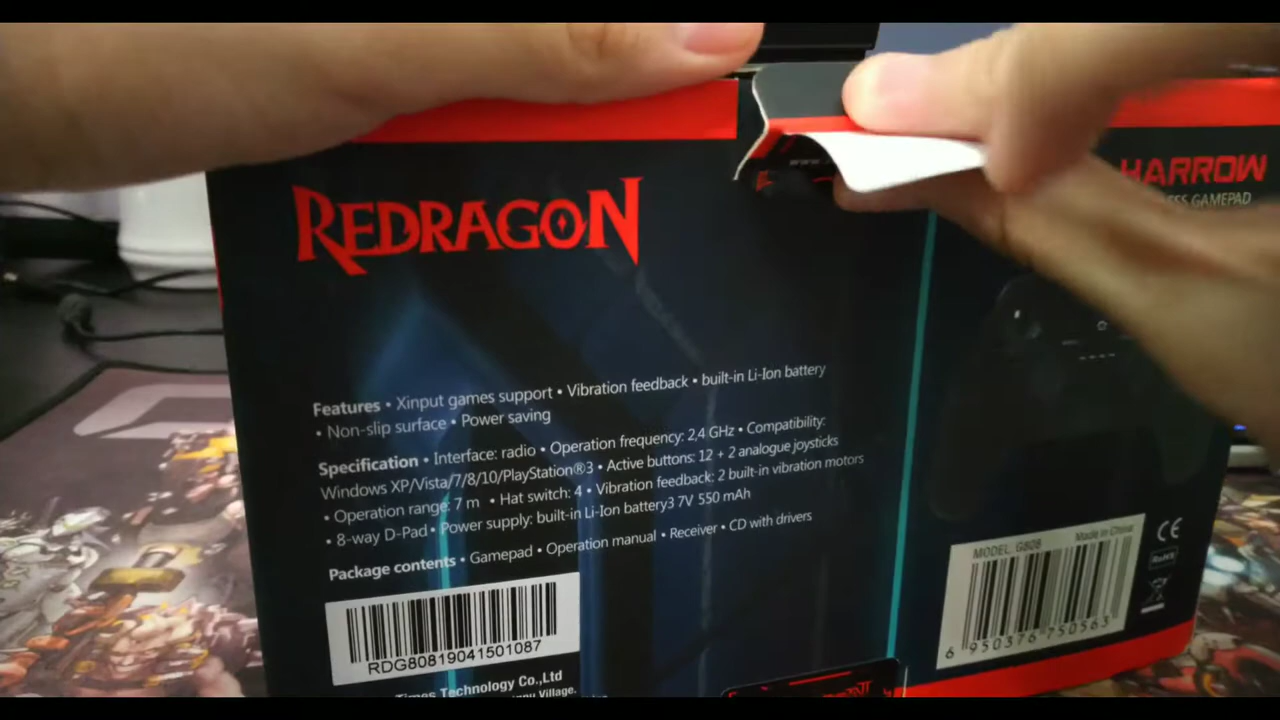 REDRAGON
HARROW
GAMEPAD
Features • Xinput games support • Vibration feedback • built-in Li-Ion battery
• Non-slip surface • Power saving
Specification • Interface: radio • Operation frequency: 2,4 GHz • Compatibility:
Windows XP/Vista/7/8/10/PlayStation®3 • Active buttons: 12 + 2 analogue joysticks
• Operation range: 7 m • Hat switch: 4 • Vibration feedback: 2 built-in vibration motors
• 8-way D-Pad • Power supply: built-in Li-Ion battery3 7V 550 mAh
Package contents • Gamepad • Operation manual • Receiver • CD with drivers
RDG80819041501087
Times Technology Co.,Ltd
Village,
MODEL. G808 Made in China
6 950376 750563
CE
RoHS